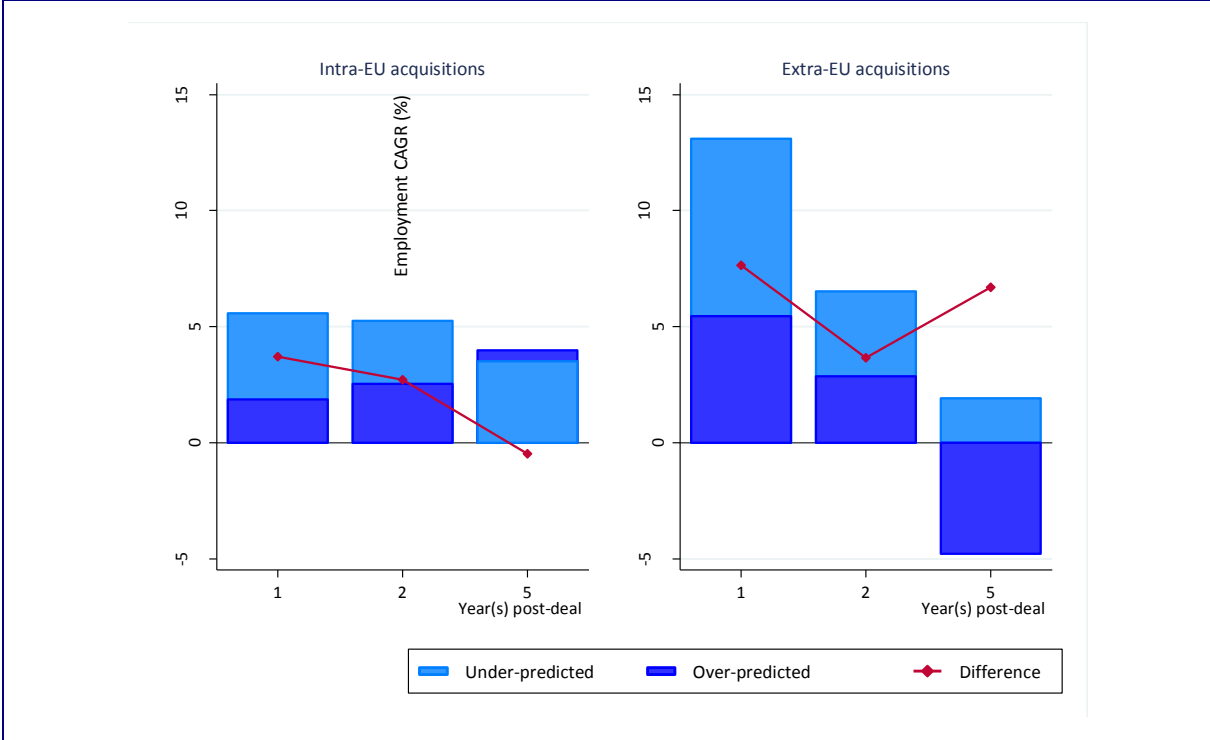 Intra-EU acquisitions
Extra-EU acquisitions
Employment CAGR (%)
15
10
5
0
-5
15
10
5
0
-5
1 2 5
Year(s) post-deal
1 2 5
Year(s) post-deal
Under-predicted Over-predicted Difference